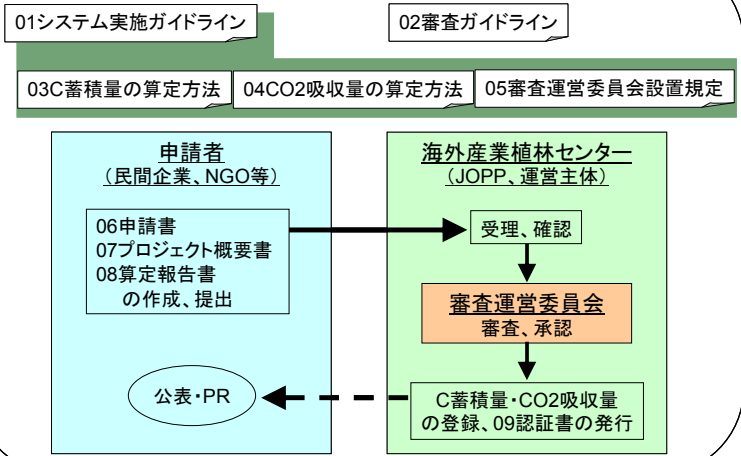 01システム実施ガイドライン
02審査ガイドライン
03C蓄積量の算定方法
04CO2吸収量の算定方法
05審査運営委員会設置規定
申請者
（民間企業、NGO等）
06申請書
07プロジェクト概要書
08算定報告書
の作成、提出
公表・PR
海外産業植林センター
（JOPP、運営主体）
受理、確認
審査運営委員会
審査、承認
C蓄積量・CO2吸収量
の登録、09認証書の発行